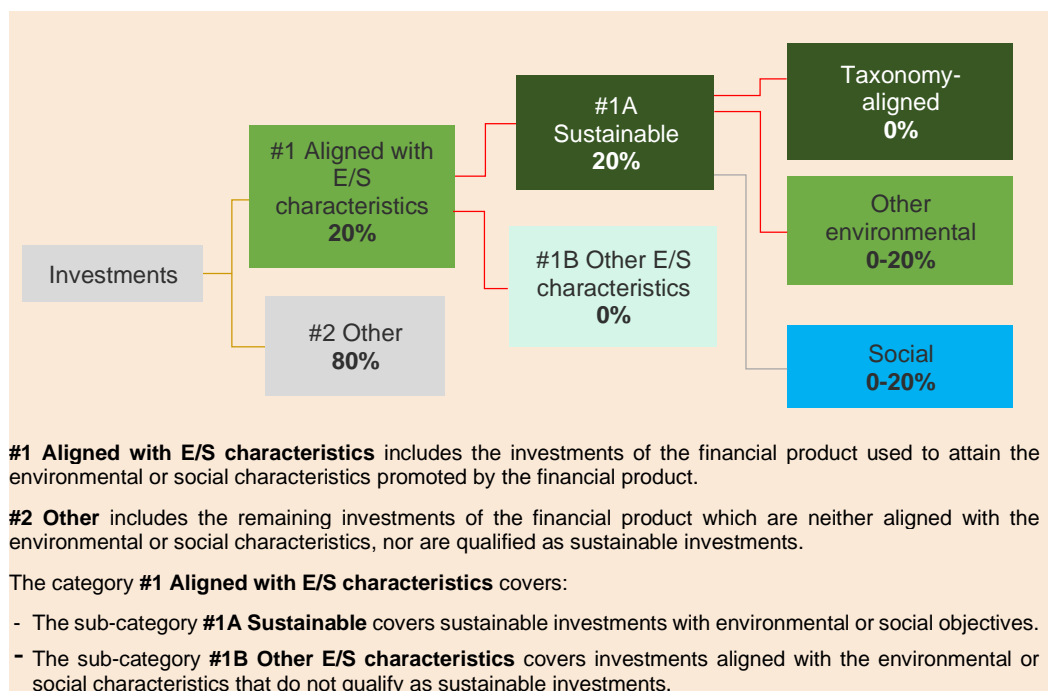 Investments
#1 Aligned with
E/S
characteristics
20%
#2 Other
80%
#1A
Sustainable
20%
#1B Other E/S
characteristics
0%
Taxonomy-
aligned
0%
Other
environmental
0-20%
Social
0-20%
#1 Aligned with E/S characteristics includes the investments of the financial product used to attain the
environmental or social characteristics promoted by the financial product.
#2 Other includes the remaining investments of the financial product which are neither aligned with the
environmental or social characteristics, nor are qualified as sustainable investments.
The category #1 Aligned with E/S characteristics covers:
- The sub-category #1A Sustainable covers sustainable investments with environmental or social objectives.
- The sub-category #1B Other E/S characteristics covers investments aligned with the environmental or
social characteristics that do not qualify as sustainable investments.